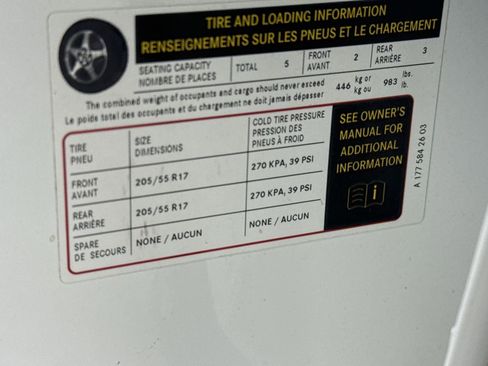 TIRE AND LOADING INFORMATION
RENSEIGNEMENTS SUR LES PNEUS ET LE CHARGEMENT
SEATING CAPACITY
NOMBRE DE PLACES
TOTAL 5
FRONT
AVANT
2
REAR
ARRIÈRE
3
The combined weight of occupants and cargo should never exceed
Le poids total des occupants et du chargement ne doit jamais dépasser
446 kg or
kg ou
983 lbs.
lb.
TIRE
PNEU
SIZE
DIMENSIONS
COLD TIRE PRESSURE
PRESSION DES
PNEUS À FROID
FRONT
AVANT
205/55 R17
270 KPA, 39 PSI
REAR
ARRIÈRE
205/55 R17
270 KPA, 39 PSI
SPARE
DE SECOURS
NONE / AUCUN
NONE / AUCUN
SEE OWNER'S
MANUAL FOR
ADDITIONAL
INFORMATION
A 177 584 26 03